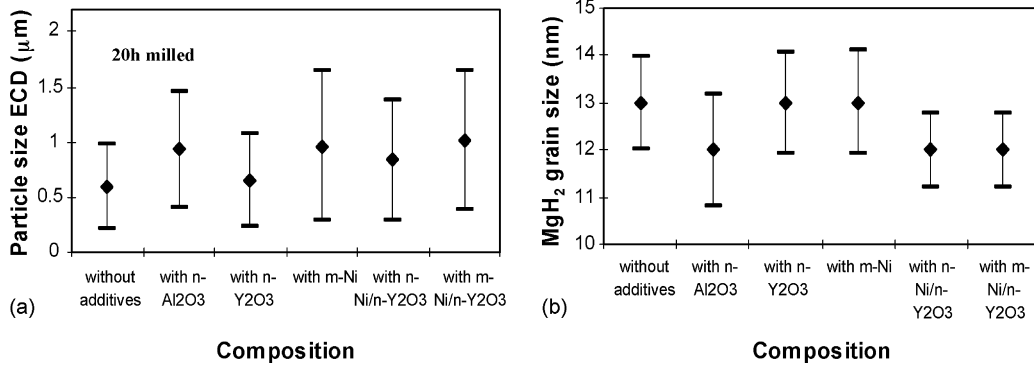 Particle size ECD (µm)
2
1.5
1
0.5
0
20h milled
without
additives
with n-
Al2O3
with n-
Y2O3
with m-Ni
with n-
Ni/n-Y2O3
with m-
Ni/n-Y2O3
(a)
Composition
MgH2 grain size (nm)
15
14
13
12
11
10
without
additives
with n-
Al2O3
with n-
Y2O3
with m-Ni
with n-
Ni/n-
Y2O3
with m-
Ni/n-
Y2O3
(b)
Composition